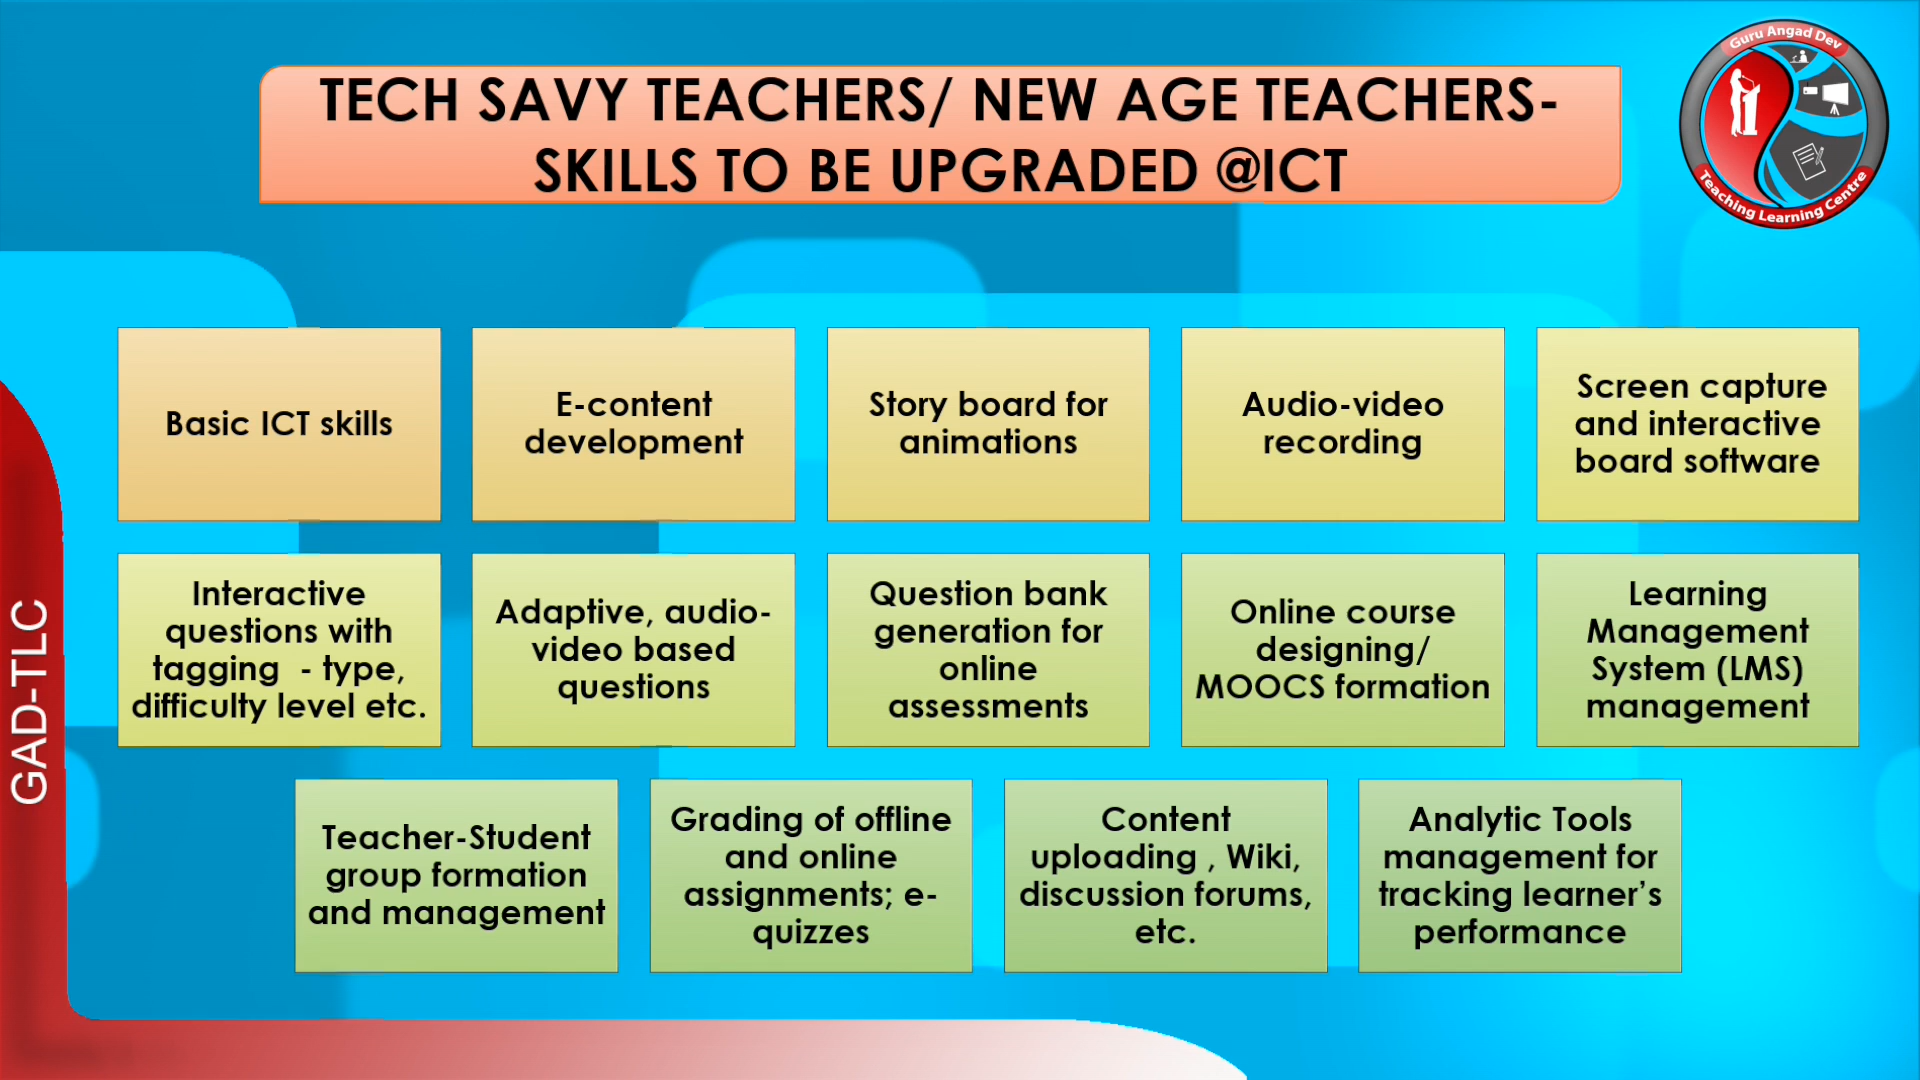 Guru Angad Dev
Teaching Learning Centre
TECH SAVY TEACHERS/ NEW AGE TEACHERS-
SKILLS TO BE UPGRADED @ICT
Basic ICT skills
E-content
development
Story board for
animations
Audio-video
recording
Screen capture
and interactive
board software
Interactive
questions with
tagging  - type,
difficulty level etc.
Adaptive, audio-
video based
questions
Question bank
generation for
online
assessments
Online course
designing/
MOOCS formation
Learning
Management
System (LMS)
management
Teacher-Student
group formation
and management
Grading of offline
and online
assignments; e-
quizzes
Content
uploading , Wiki,
discussion forums,
etc.
Analytic Tools
management for
tracking learner’s
performance
GAD-TLC